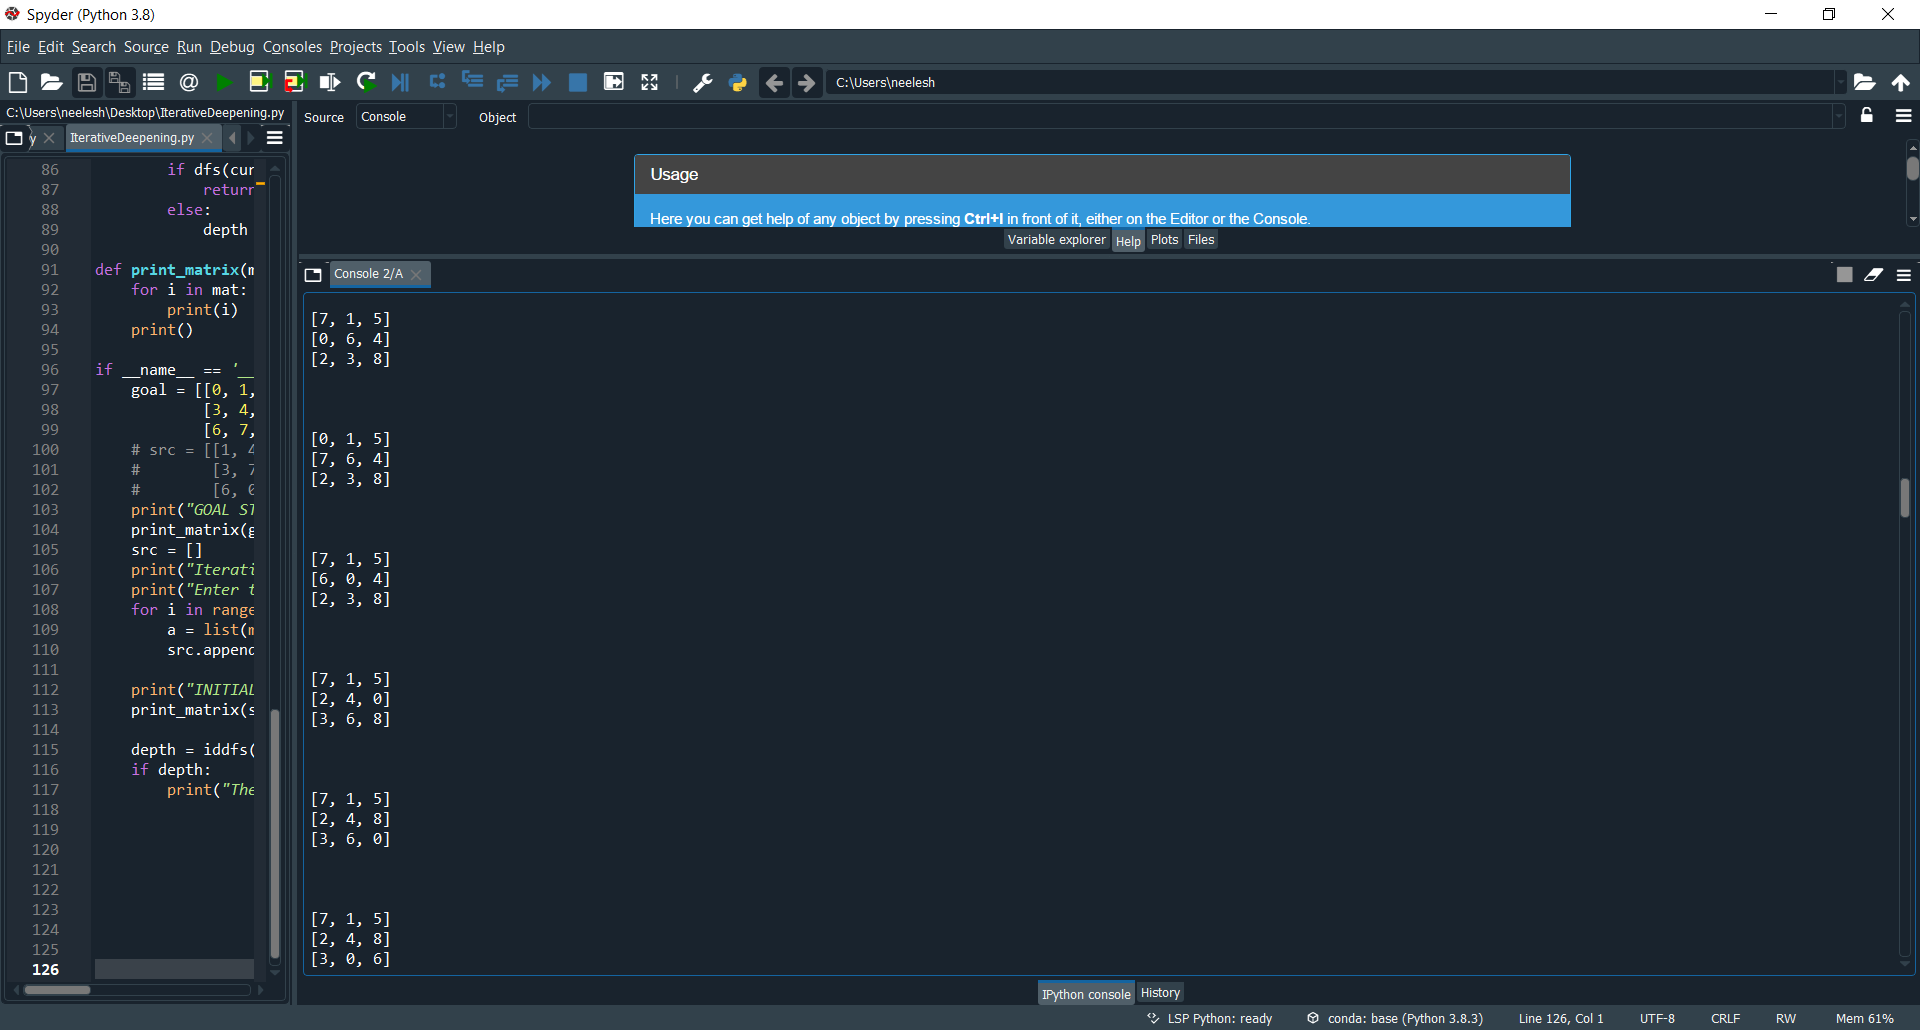 Spyder (Python 3.8)
File Edit Search Source Run Debug Consoles Projects Tools View Help
C:\Users\neelesh
C:\Users\neelesh\Desktop\IterativeDeepening.py
y
IterativeDeepening.py
86 if dfs(cur
87 return
88 else:
89 depth
90
91 def print_matrix(m
92 for i in mat:
93 print(i)
94 print()
95
96 if __name__ == '__
97 goal = [[0, 1,
98 [3, 4,
99 [6, 7,
100 # src = [[1, 4
101 # [3, 7
102 # [6, 0
103 print("GOAL ST
104 print_matrix(g
105 src = []
106 print("Iterati
107 print("Enter t
108 for i in range
109 a = list(m
110 src.append
111
112 print("INITIAL
113 print_matrix(s
114
115 depth = iddfs(
116 if depth:
117 print("The
118
119
120
121
122
123
124
125
126
Source Console Object
Usage
Here you can get help of any object by pressing Ctrl+I in front of it, either on the Editor or the Console.
Variable explorer Help Plots Files
Console 2/A
[7, 1, 5]
[0, 6, 4]
[2, 3, 8]
[0, 1, 5]
[7, 6, 4]
[2, 3, 8]
[7, 1, 5]
[6, 0, 4]
[2, 3, 8]
[7, 1, 5]
[2, 4, 0]
[3, 6, 8]
[7, 1, 5]
[2, 4, 8]
[3, 6, 0]
[7, 1, 5]
[2, 4, 8]
[3, 0, 6]
IPython console History
LSP Python: ready conda: base (Python 3.8.3) Line 126, Col 1 UTF-8 CRLF RW Mem 61%